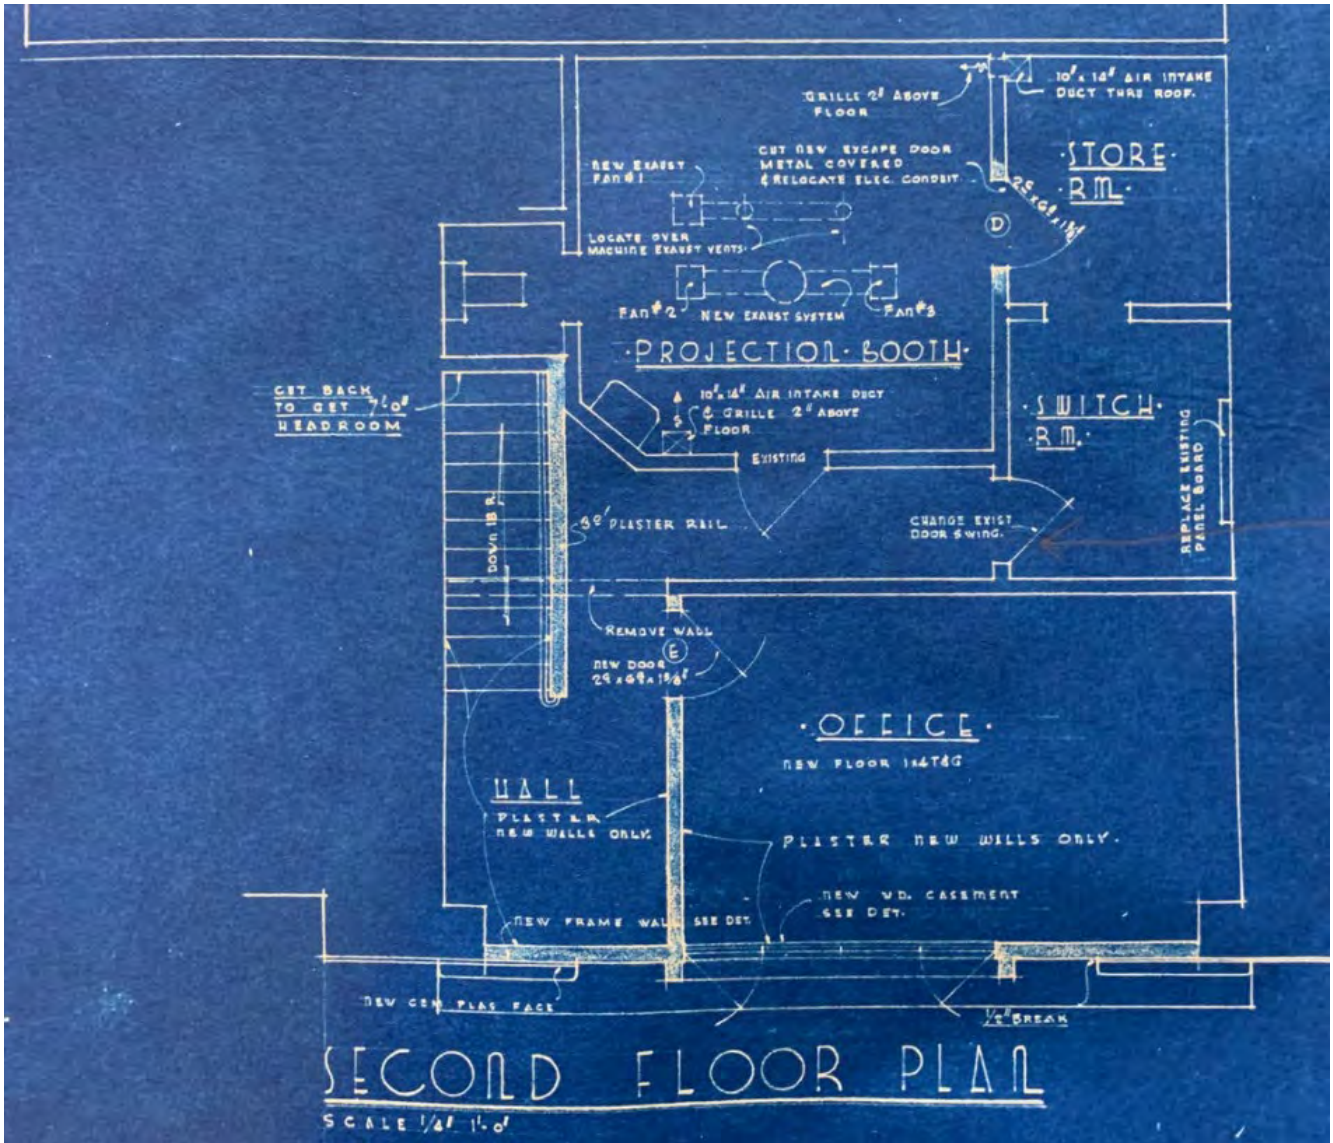 GRILLE 2" ABOVE
FLOOR
10" x 14" AIR INTAKE
DUCT THRU ROOF.
CUT NEW ESCAPE DOOR
METAL COVERED
& RELOCATE ELEC. CONDUIT.
·STORE·
·RM.·
NEW EXHAUST
FAN #1
D
LOCATE OVER
MACHINE EXHAUST VENTS.
FAN #2
NEW EXAUST SYSTEM
FAN #3
·PROJECTION·BOOTH·
CUT BACK
TO GET 7'-0"
HEADROOM
10" x 14" AIR INTAKE DUCT
& GRILLE 2" ABOVE
FLOOR
·SWITCH·
RM.
EXISTING
REPLACE EXISTING
PANEL BOARD
DOWN 18 R.
PLASTER RAIL
CHANGE EXIST
DOOR SWING.
REMOVE WALL
E
NEW DOOR
·OFFICE·
NEW FLOOR 1x4 T&G
HALL
PLASTER
NEW WALLS ONLY.
PLASTER NEW WALLS ONLY.
NEW WD. CASEMENT
SEE DET.
NEW FRAME WALL SEE DET.
NEW CEM PLAS FACE
1/2" BREAK
SECOND FLOOR PLAN
SCALE 1/4" 1'-0"